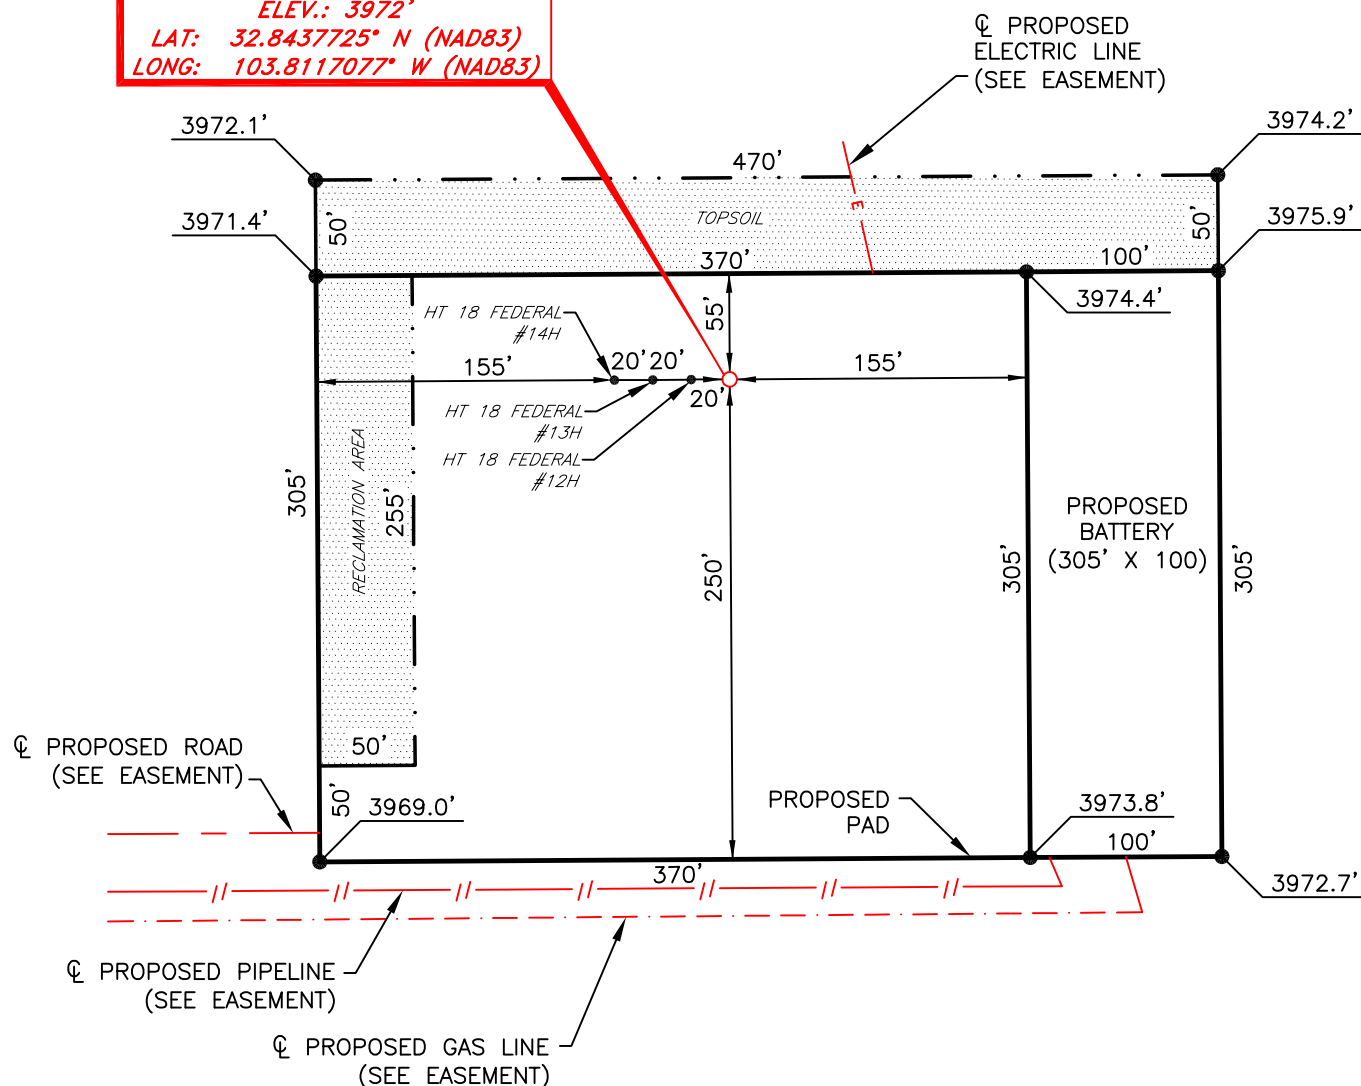 ELEV.: 3972'
LAT: 32.8437725° N (NAD83)
LONG: 103.8117077° W (NAD83)
℄ PROPOSED
ELECTRIC LINE
(SEE EASEMENT)
3972.1'
3974.2'
470'
E
TOPSOIL
50'
50'
3971.4'
3975.9'
370'
100'
3974.4'
HT 18 FEDERAL
#14H
55'
155'
20'
20'
155'
20'
HT 18 FEDERAL
#13H
HT 18 FEDERAL
#12H
305'
RECLAMATION AREA
255'
250'
305'
PROPOSED
BATTERY
(305' X 100)
305'
℄ PROPOSED ROAD
(SEE EASEMENT)
50'
50'
3969.0'
PROPOSED
PAD
3973.8'
100'
370'
3972.7'
℄ PROPOSED PIPELINE
(SEE EASEMENT)
℄ PROPOSED GAS LINE
(SEE EASEMENT)